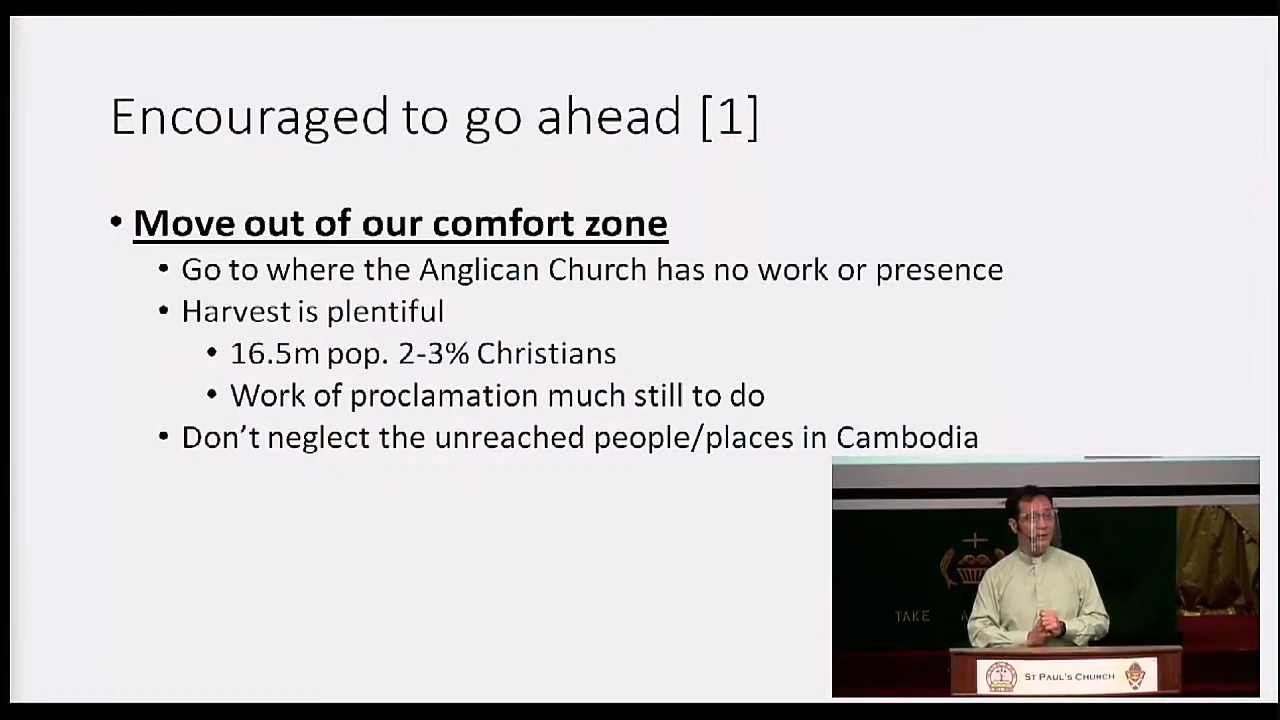 Encouraged to go ahead [1]
• Move out of our comfort zone
• Go to where the Anglican Church has no work or presence
• Harvest is plentiful
• 16.5m pop. 2-3% Christians
• Work of proclamation much still to do
• Don't neglect the unreached people/places in Cambodia
TAKE
ST PAUL'S CHURCH